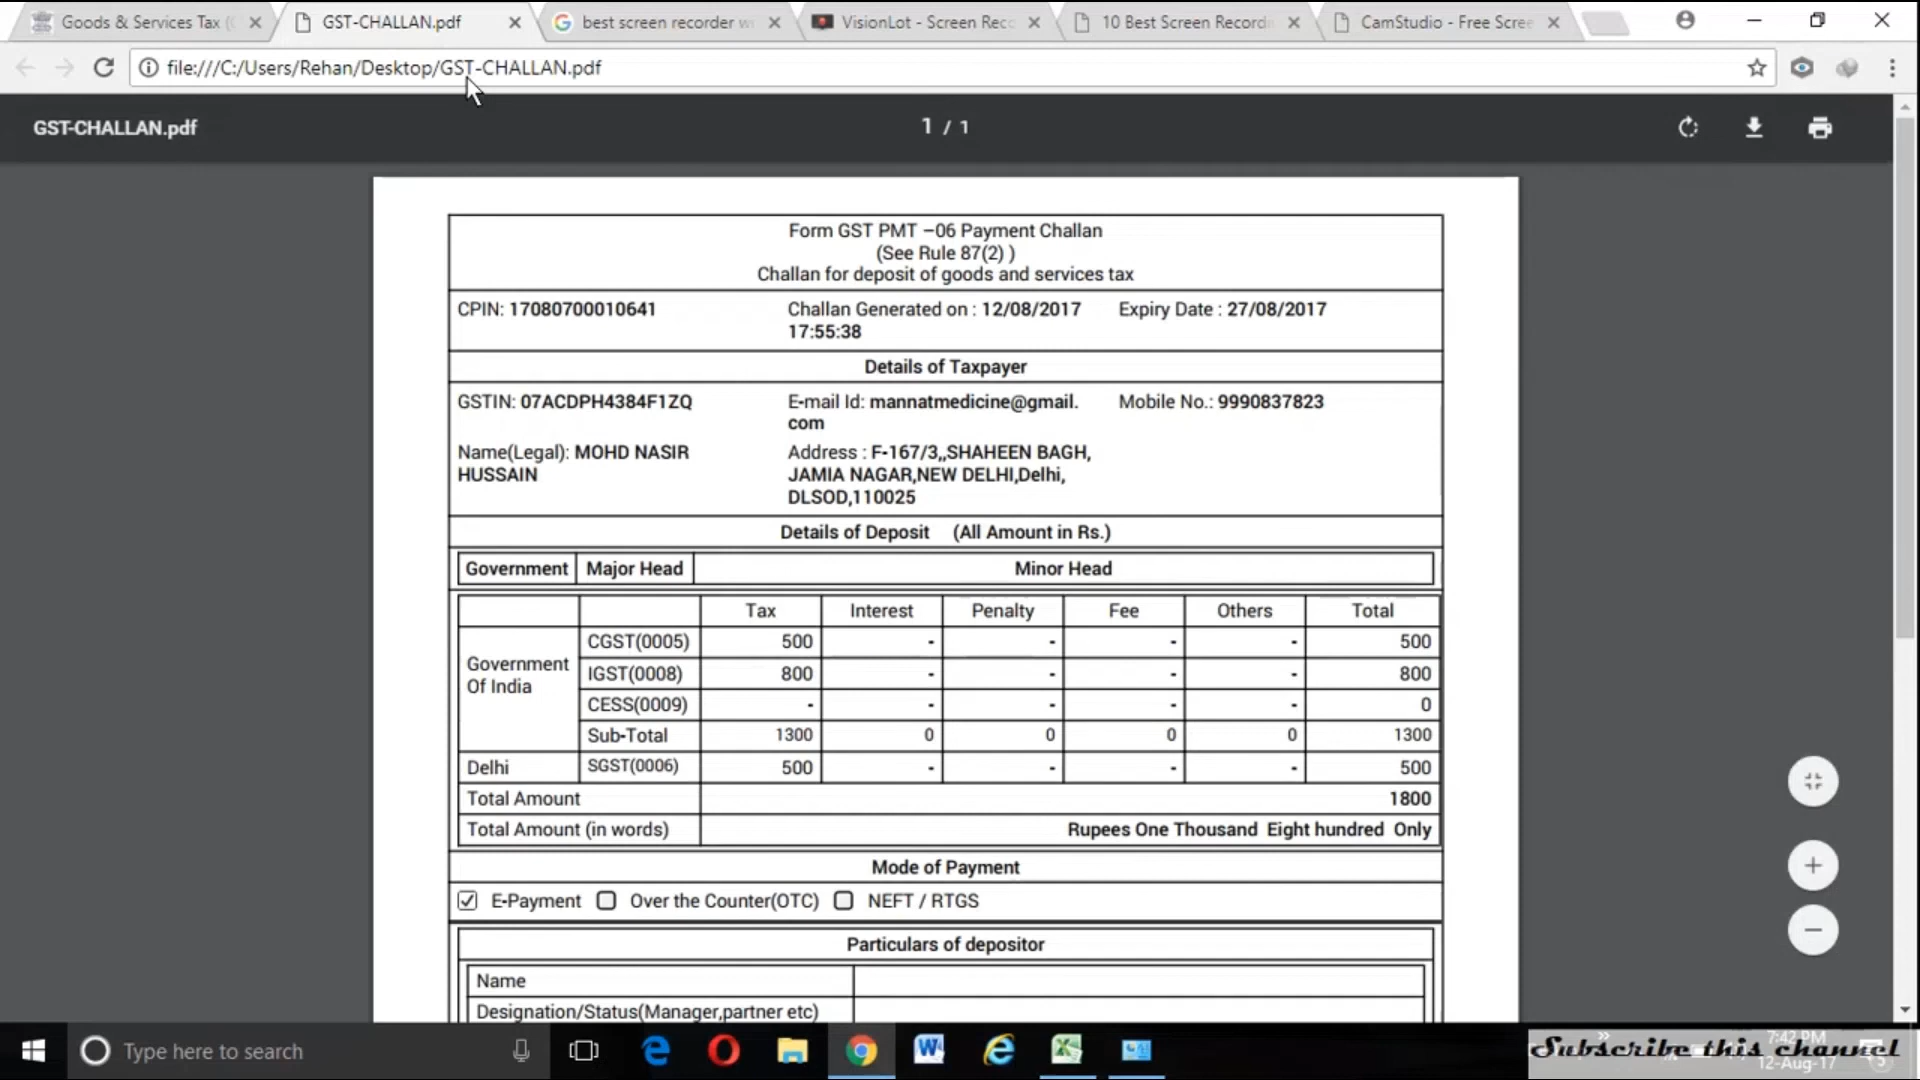 Goods & Services Tax (
GST-CHALLAN.pdf
best screen recorder w
VisionLot - Screen Rec
10 Best Screen Record
CamStudio - Free Scree
file:///C:/Users/Rehan/Desktop/GST-CHALLAN.pdf
GST-CHALLAN.pdf
1 / 1
Form GST PMT –06 Payment Challan
(See Rule 87(2) )
Challan for deposit of goods and services tax
CPIN: 17080700010641
Challan Generated on : 12/08/2017
17:55:38
Expiry Date : 27/08/2017
Details of Taxpayer
GSTIN: 07ACDPH4384F1ZQ
E-mail Id: mannatmedicine@gmail.
com
Mobile No.: 9990837823
Name(Legal): MOHD NASIR
HUSSAIN
Address : F-167/3,,SHAHEEN BAGH,
JAMIA NAGAR,NEW DELHI,Delhi,
DLSOD,110025
Details of Deposit (All Amount in Rs.)
Government Major Head Minor Head
Tax Interest Penalty Fee Others Total
Government
Of India
CGST(0005) 500 - - - - 500
IGST(0008) 800 - - - - 800
CESS(0009) - - - - - 0
Sub-Total 1300 0 0 0 0 1300
Delhi SGST(0006) 500 - - - - 500
Total Amount 1800
Total Amount (in words) Rupees One Thousand Eight hundred Only
Mode of Payment
E-Payment Over the Counter(OTC) NEFT / RTGS
Particulars of depositor
Name
Designation/Status(Manager,partner etc)
Type here to search
7:42 PM
Subscribe this channel
12-Aug-17